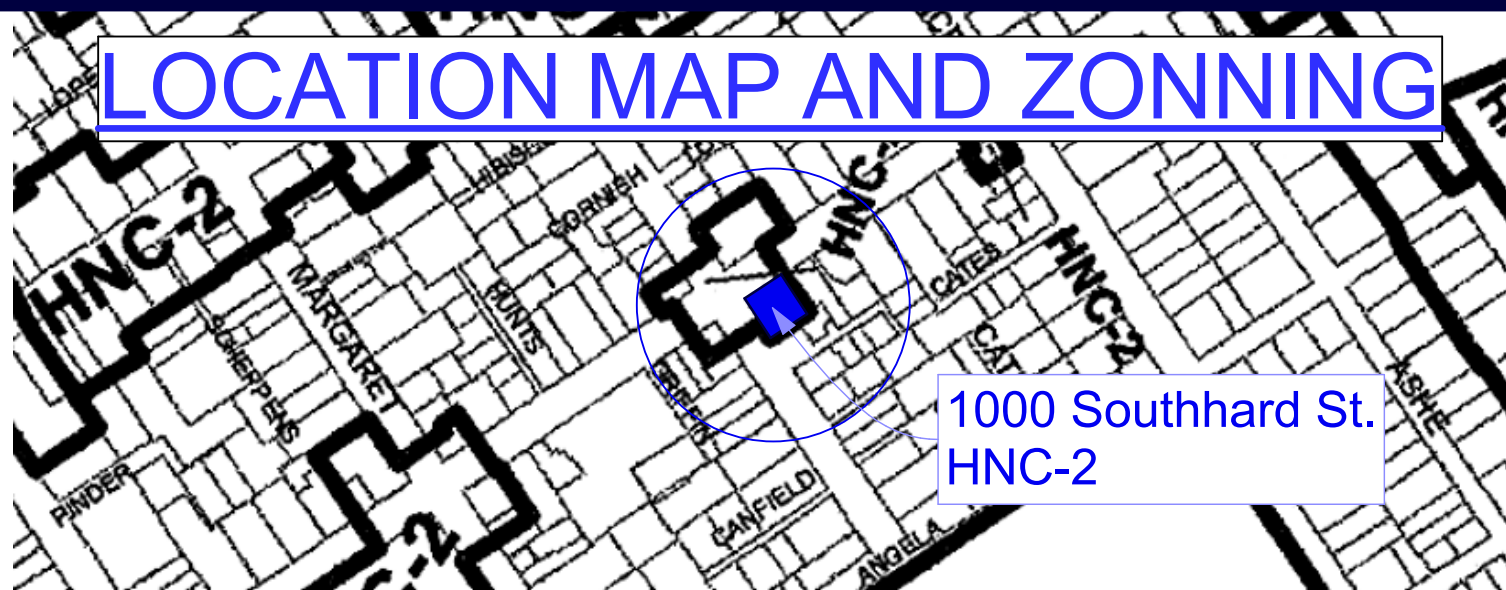 LOCATION MAP AND ZONNING
HNC-2
HNC-
HNC-2
CORNISH
CATES
MARGARET
HUNTS
SCHIPPENS
PINDER
CANFIELD
ANGELA
ASHE
1000 Southhard St.
HNC-2